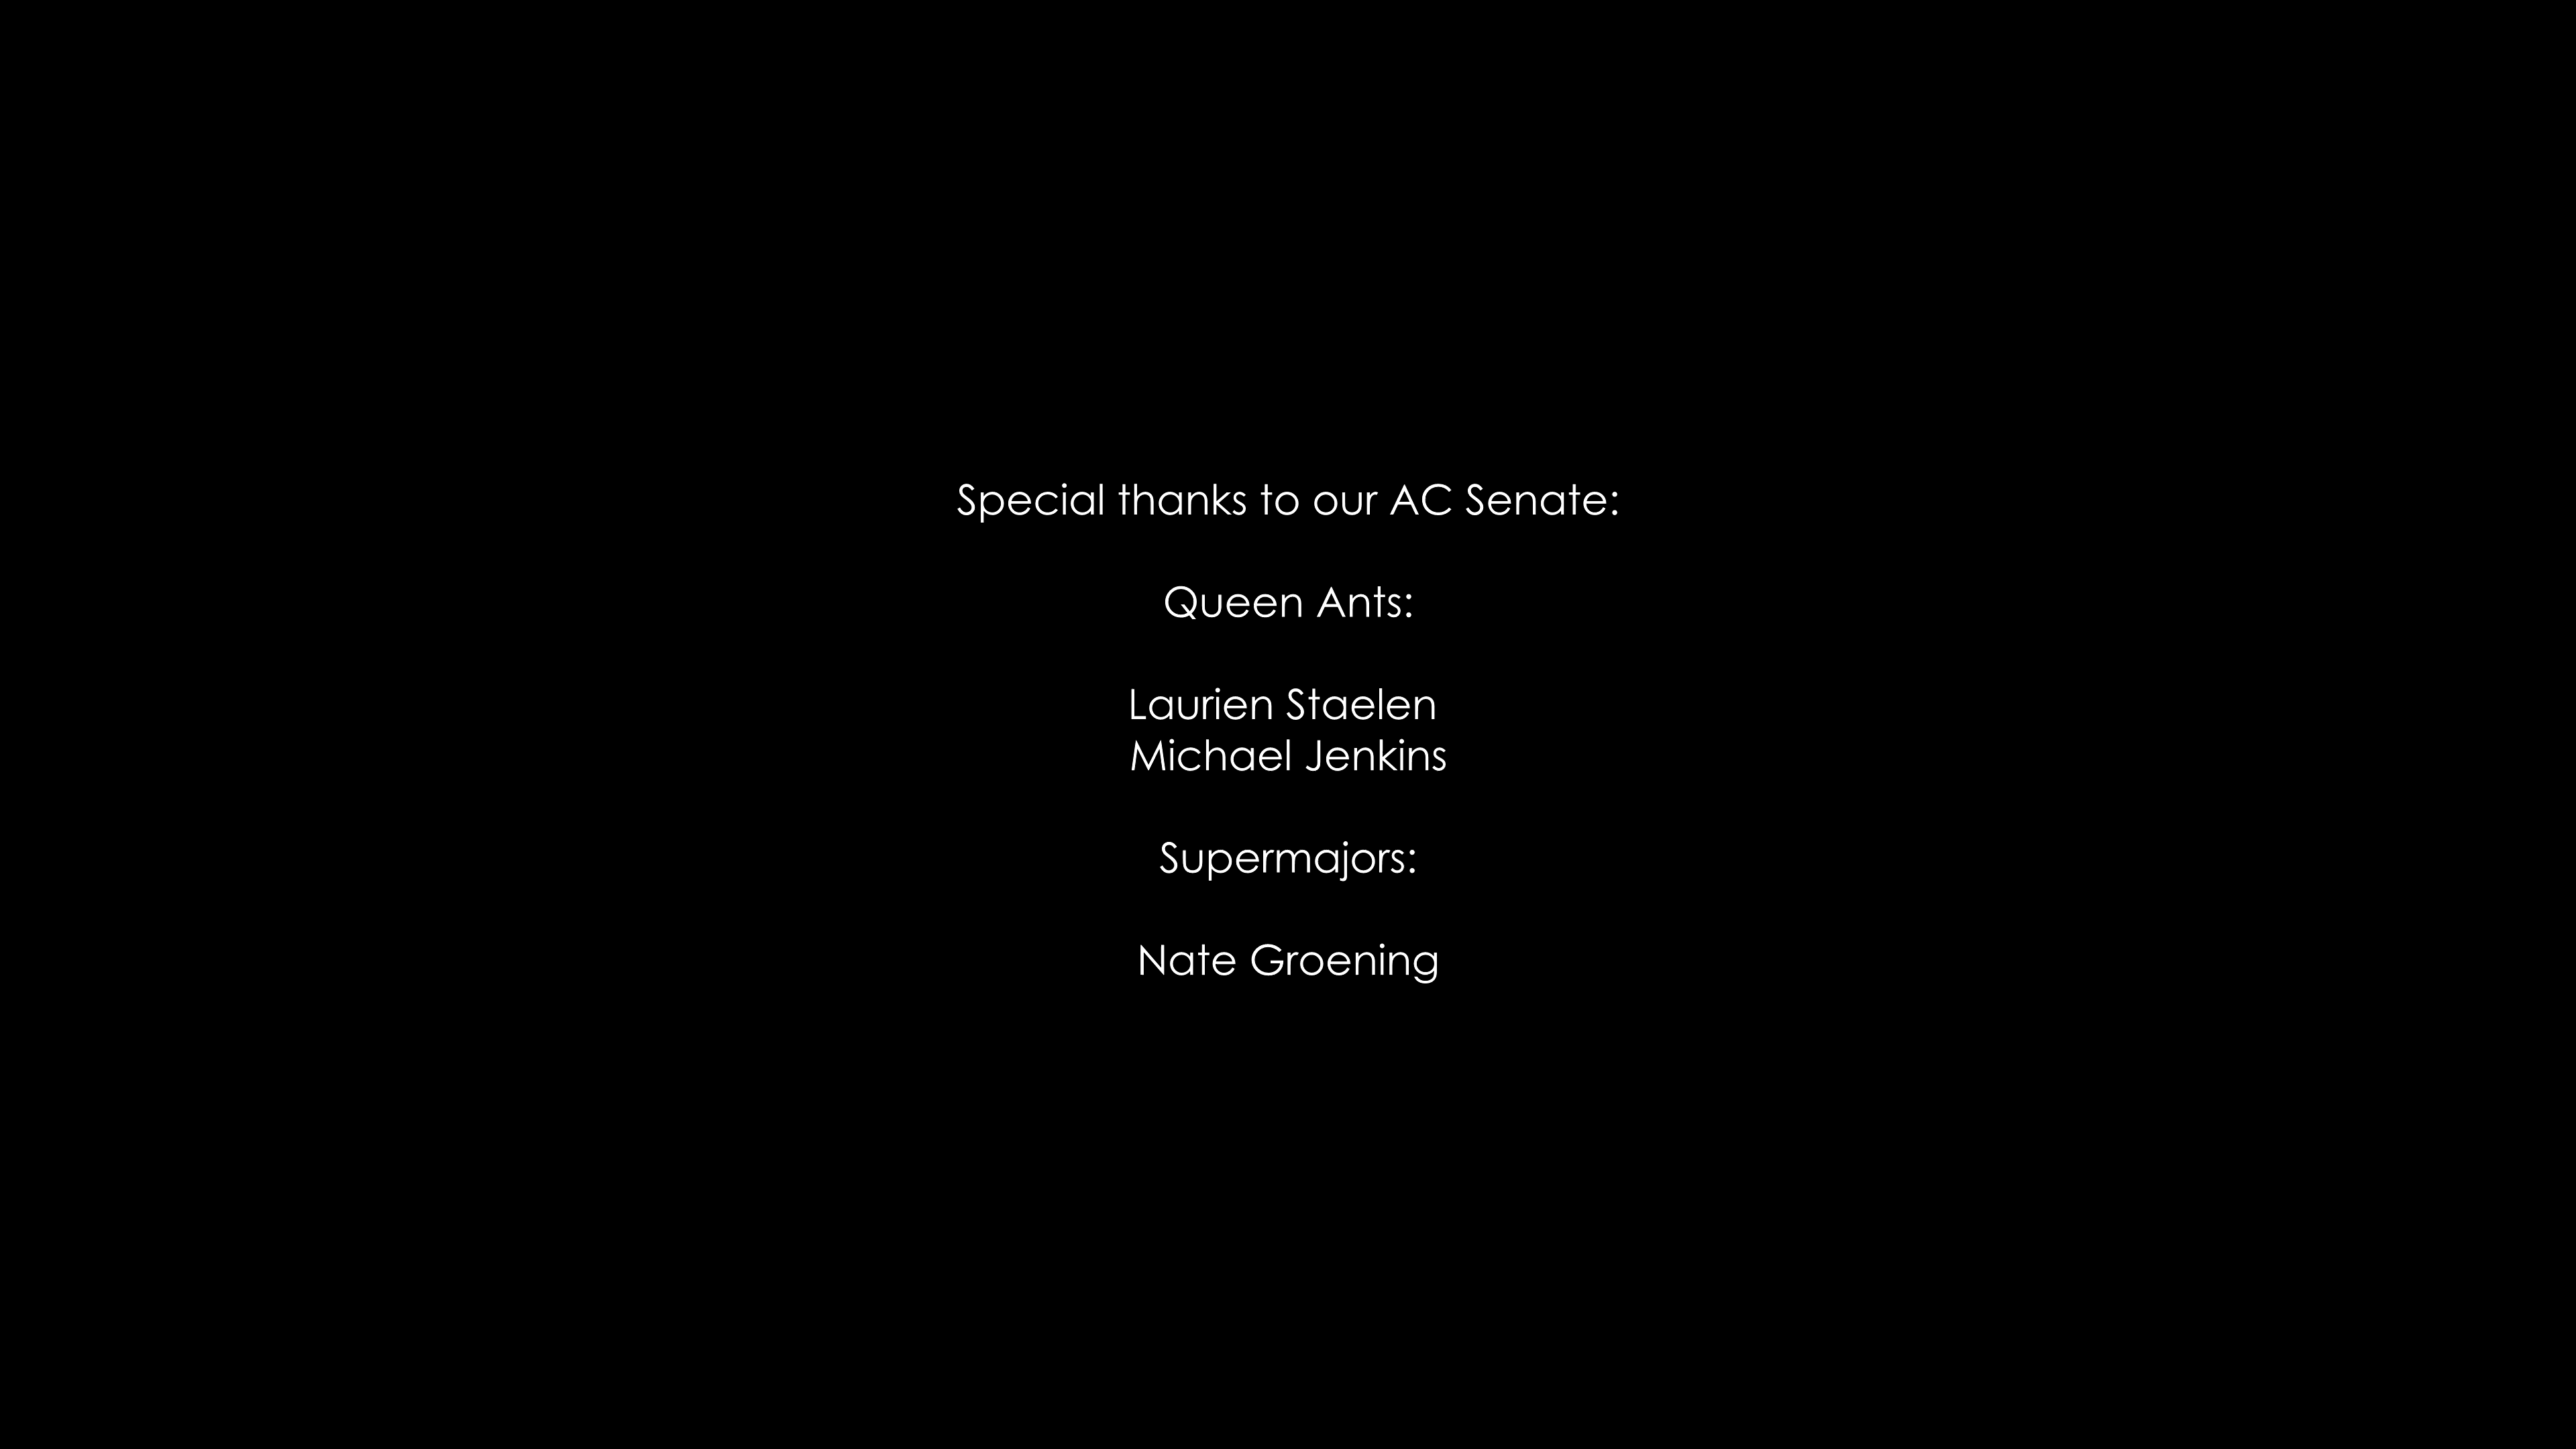 Special thanks to our AC Senate:
Queen Ants:
Laurien Staelen
Michael Jenkins
Supermajors:
Nate Groening